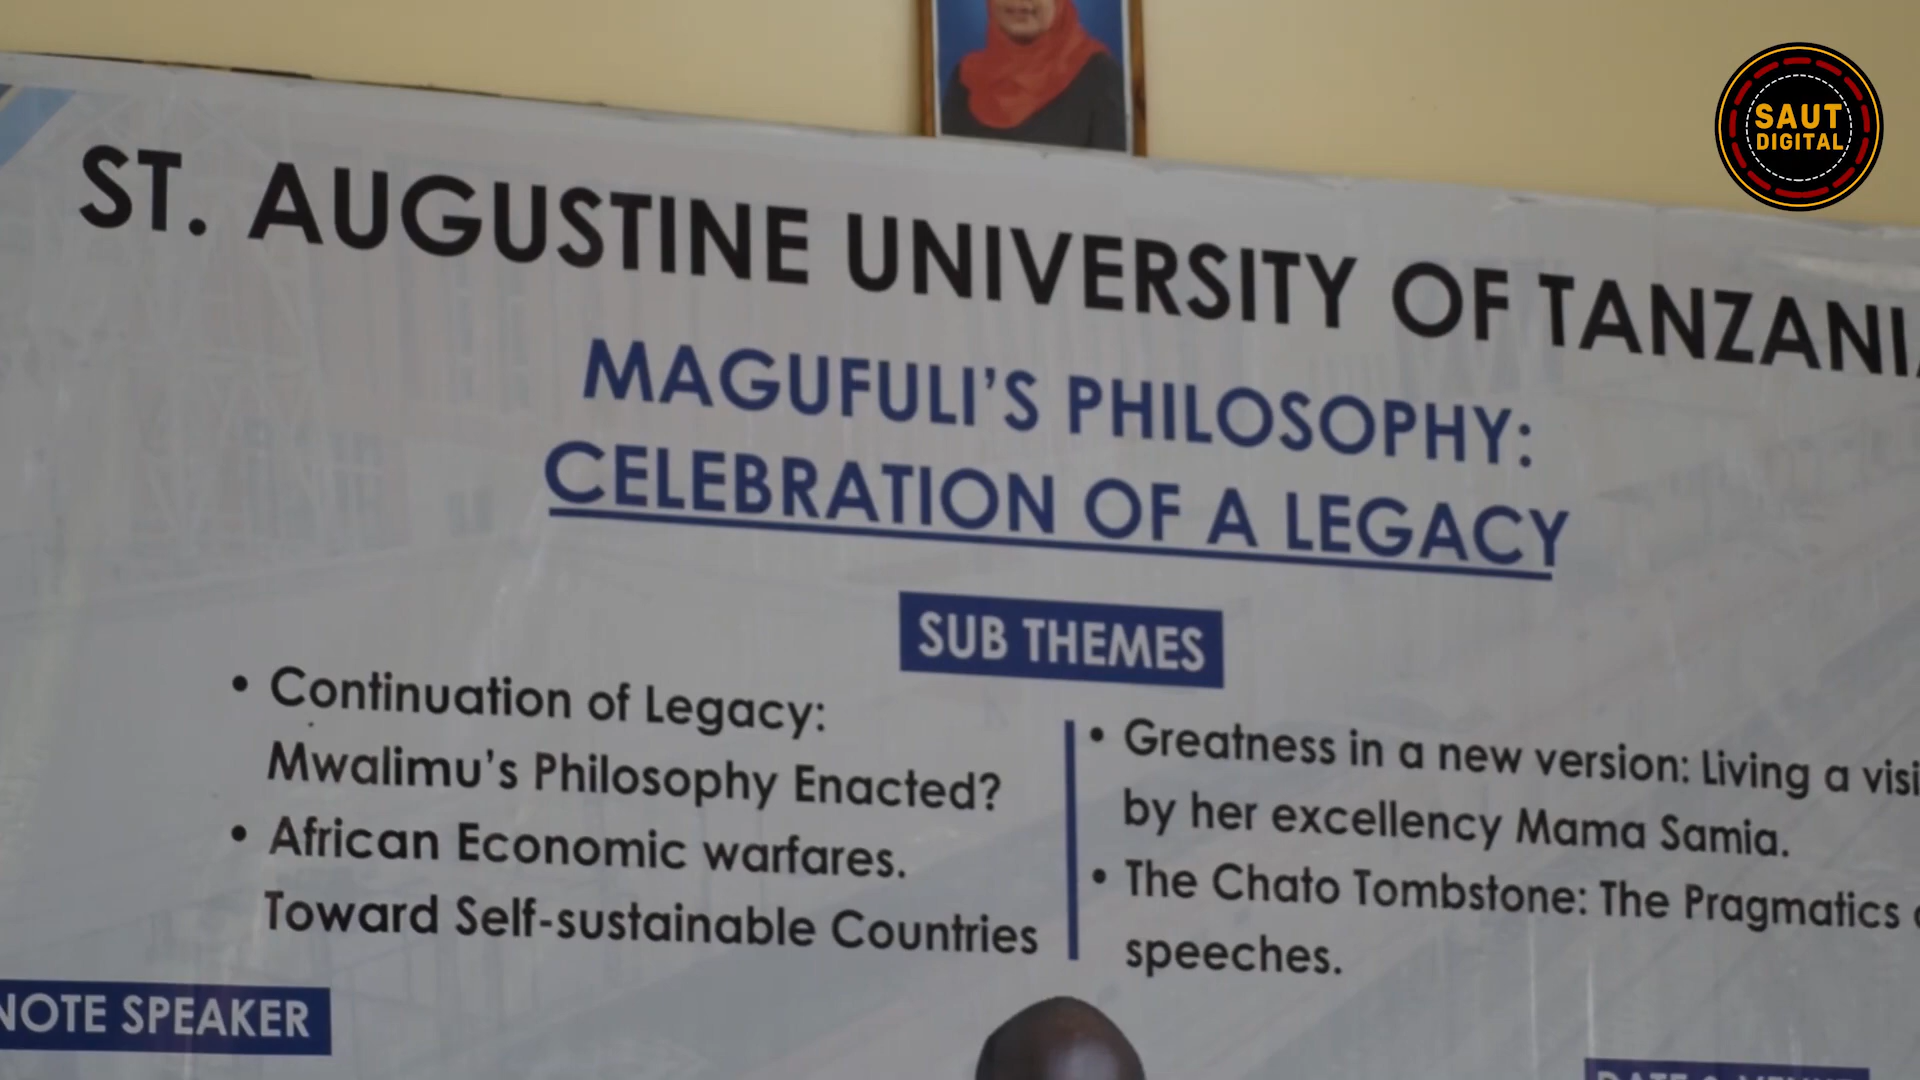 SAUT
DIGITAL
ST. AUGUSTINE UNIVERSITY OF TANZANI
MAGUFULI'S PHILOSOPHY:
CELEBRATION OF A LEGACY
SUB THEMES
• Continuation of Legacy:
Mwalimu's Philosophy Enacted?
• African Economic warfares.
Toward Self-sustainable Countries
• Greatness in a new version: Living a visi
by her excellency Mama Samia.
• The Chato Tombstone: The Pragmatics
speeches.
NOTE SPEAKER